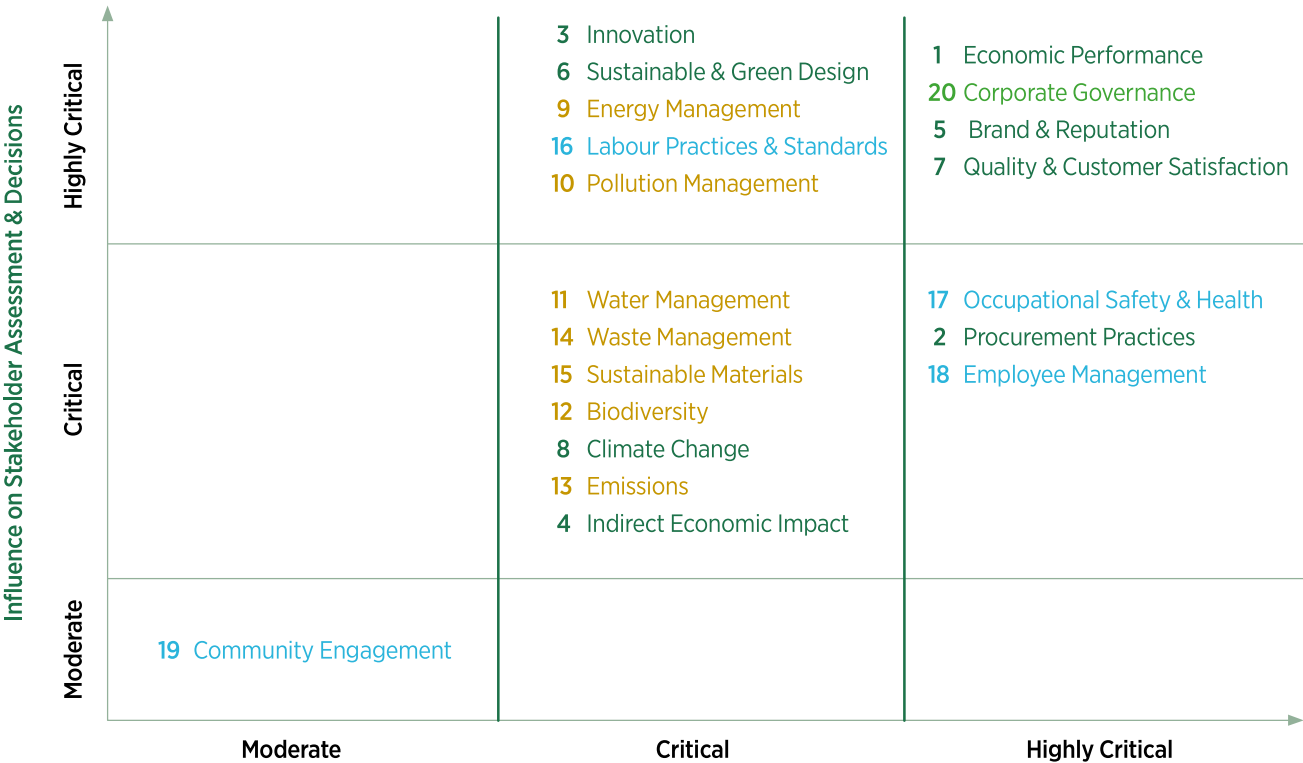 Influence on Stakeholder Assessment & Decisions
Highly Critical
3 Innovation
6 Sustainable & Green Design
9 Energy Management
16 Labour Practices & Standards
10 Pollution Management
1 Economic Performance
20 Corporate Governance
5 Brand & Reputation
7 Quality & Customer Satisfaction
Critical
11 Water Management
14 Waste Management
15 Sustainable Materials
12 Biodiversity
8 Climate Change
13 Emissions
4 Indirect Economic Impact
17 Occupational Safety & Health
2 Procurement Practices
18 Employee Management
Moderate
19 Community Engagement
Moderate
Critical
Highly Critical